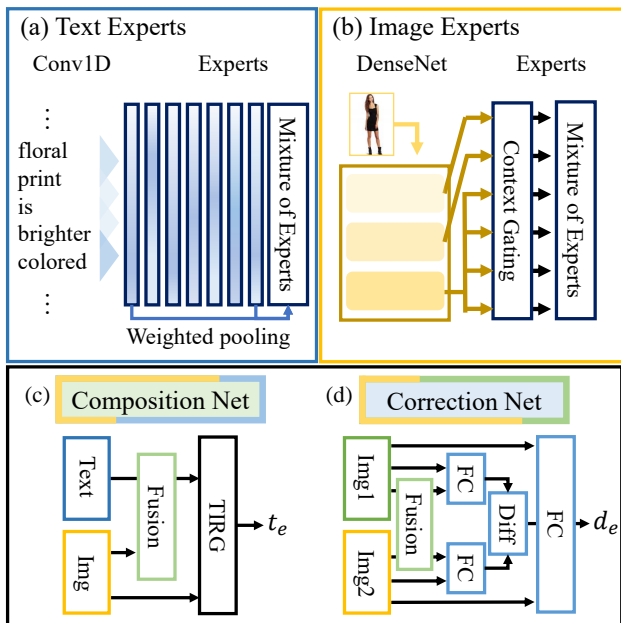 (a) Text Experts
Conv1D
Experts
⋮
floral
print
is
brighter
colored
⋮
Mixture of Experts
Weighted pooling
(b) Image Experts
DenseNet
Experts
Context Gating
Mixture of Experts
(c)
Composition Net
Text
Img
Fusion
TIRG
t_e
(d)
Correction Net
Img1
Img2
Fusion
FC
FC
Diff
FC
d_e